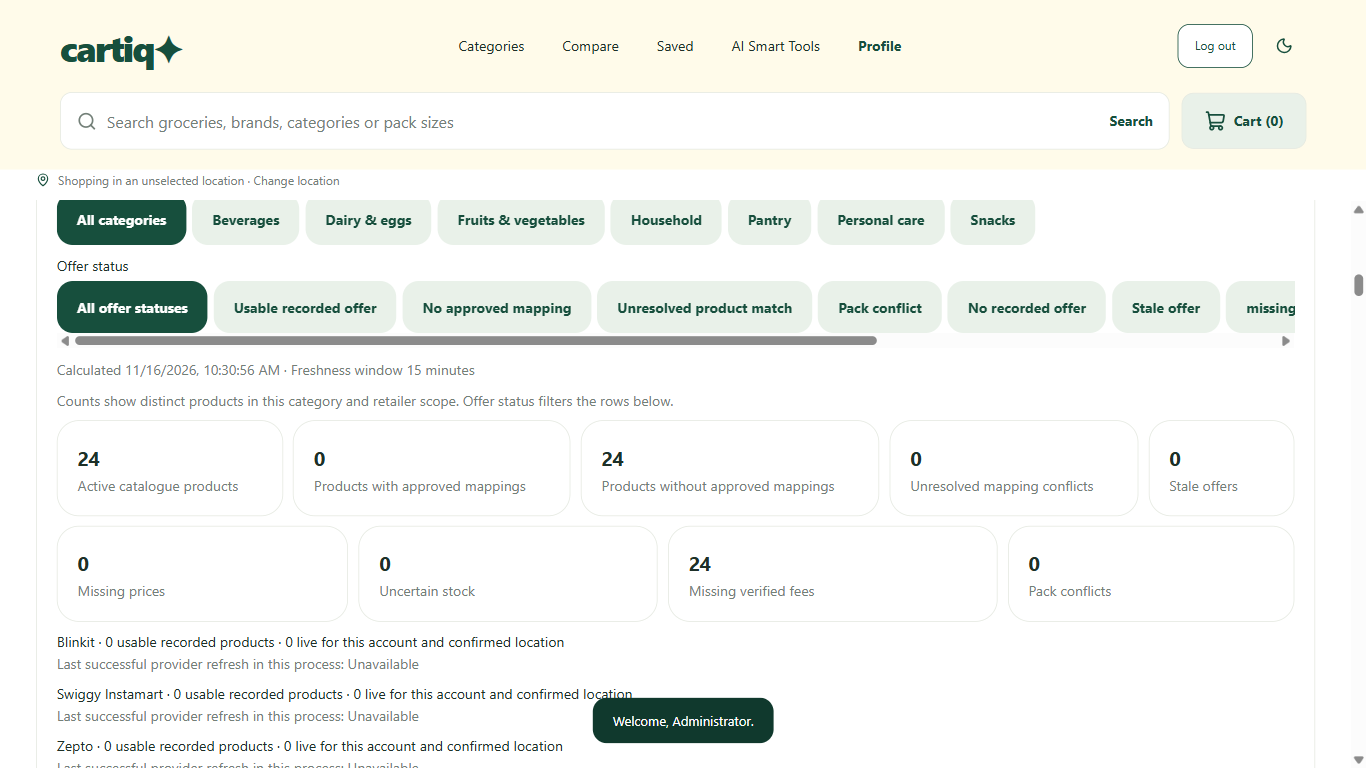 cartiq
Categories Compare Saved AI Smart Tools Profile Log out
Search groceries, brands, categories or pack sizes Search Cart (0)
Shopping in an unselected location · Change location
All categories Beverages Dairy & eggs Fruits & vegetables Household Pantry Personal care Snacks
Offer status
All offer statuses Usable recorded offer No approved mapping Unresolved product match Pack conflict No recorded offer Stale offer missing
Calculated 11/16/2026, 10:30:56 AM · Freshness window 15 minutes
Counts show distinct products in this category and retailer scope. Offer status filters the rows below.
24 0 24 0 0
Active catalogue products Products with approved mappings Products without approved mappings Unresolved mapping conflicts Stale offers
0 0 24 0
Missing prices Uncertain stock Missing verified fees Pack conflicts
Blinkit · 0 usable recorded products · 0 live for this account and confirmed location
Last successful provider refresh in this process: Unavailable
Swiggy Instamart · 0 usable recorded products · 0 live for this account and confirmed location
Last successful provider refresh in this process: Unavailable
Welcome, Administrator.
Zepto · 0 usable recorded products · 0 live for this account and confirmed location
Last successful provider refresh in this process: Unavailable